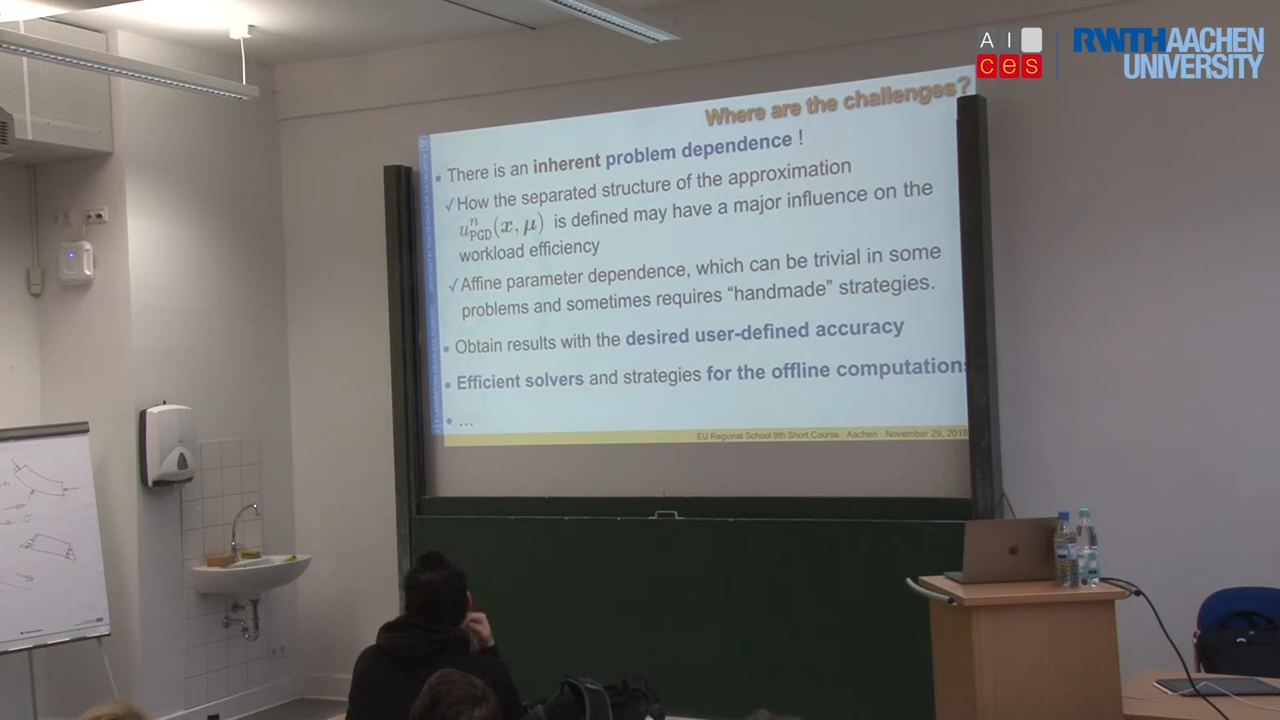 AI
ces
RWTHAACHEN
UNIVERSITY
Where are the challenges?
• There is an inherent problem dependence !
✓How the separated structure of the approximation
u^n_PGD(x, μ) is defined may have a major influence on the
workload efficiency
✓Affine parameter dependence, which can be trivial in some
problems and sometimes requires “handmade” strategies.
• Obtain results with the desired user-defined accuracy
• Efficient solvers and strategies for the offline computations
• ...
EU Regional School 9th Short Course · Aachen · November 29, 2018